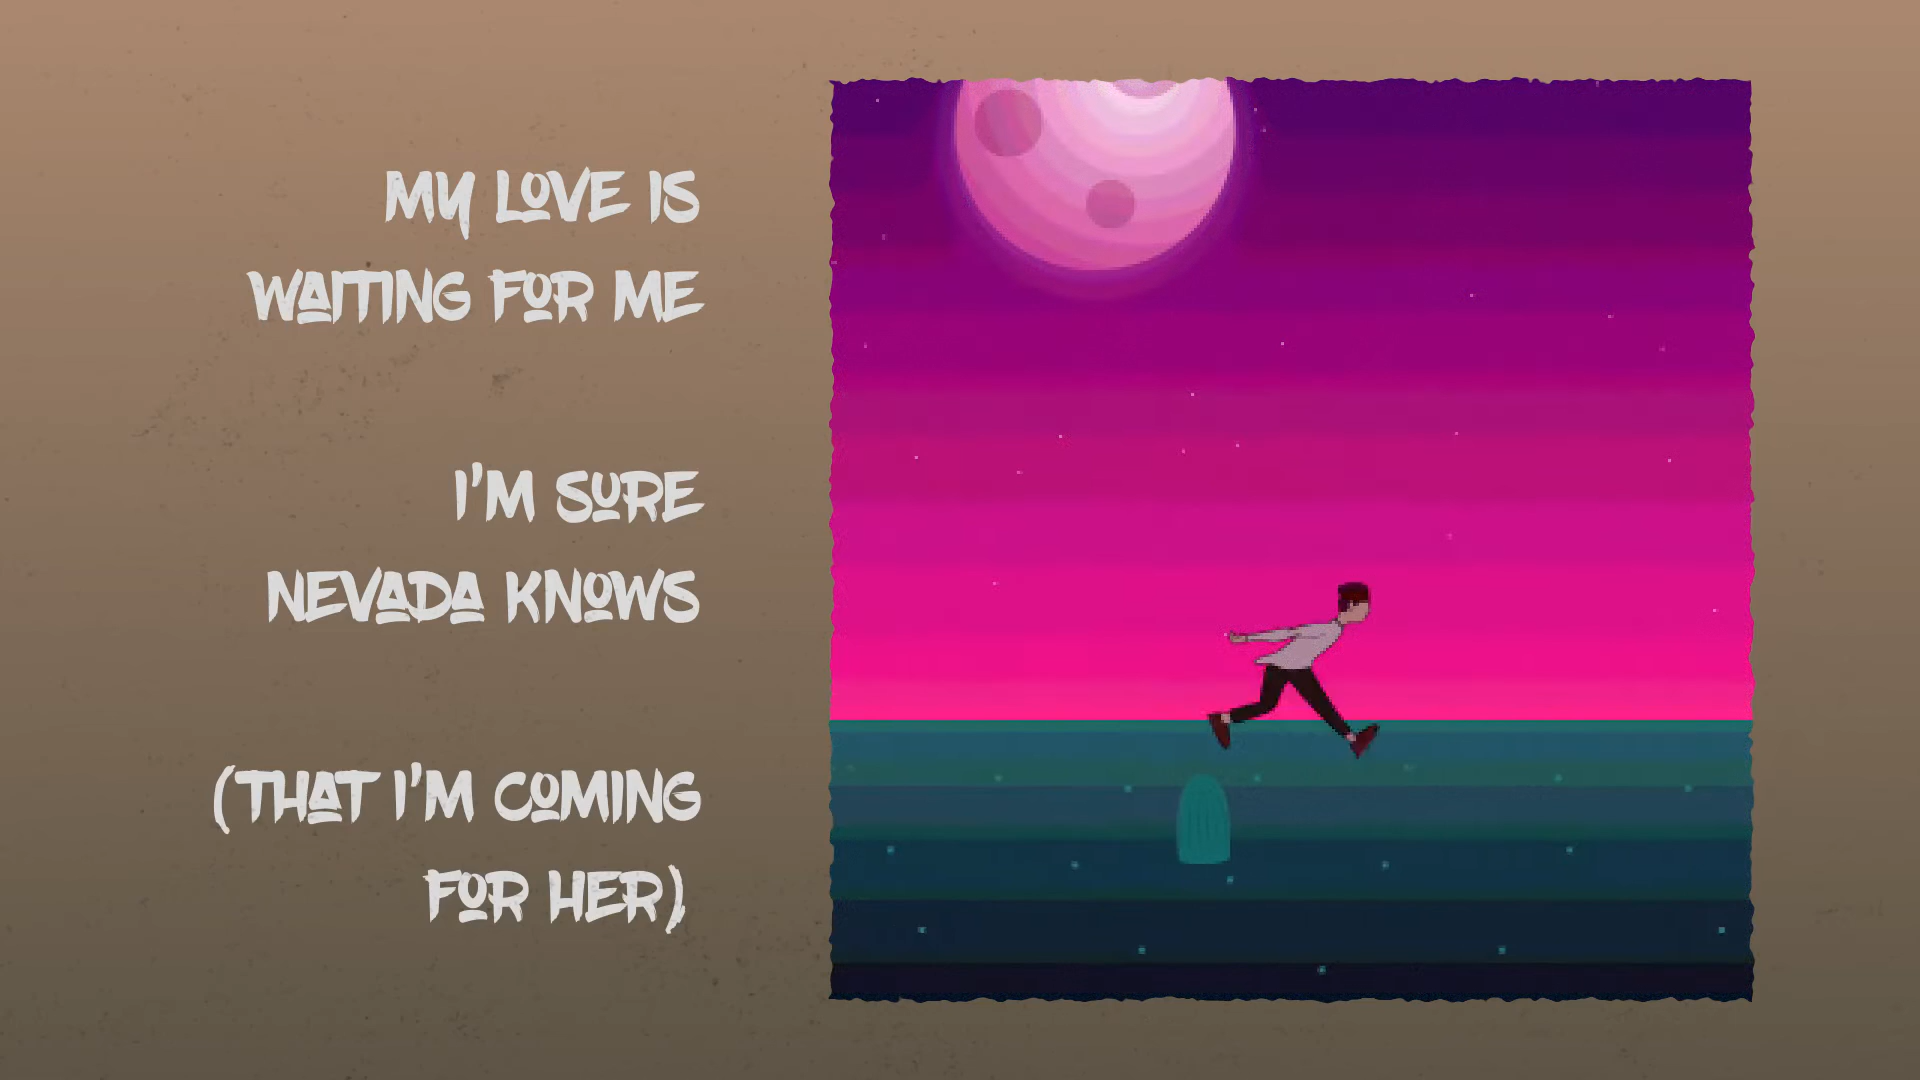 MY LOVE IS
WAITING FOR ME
I'M SURE
NEVADA KNOWS
(THAT I'M COMING
FOR HER)